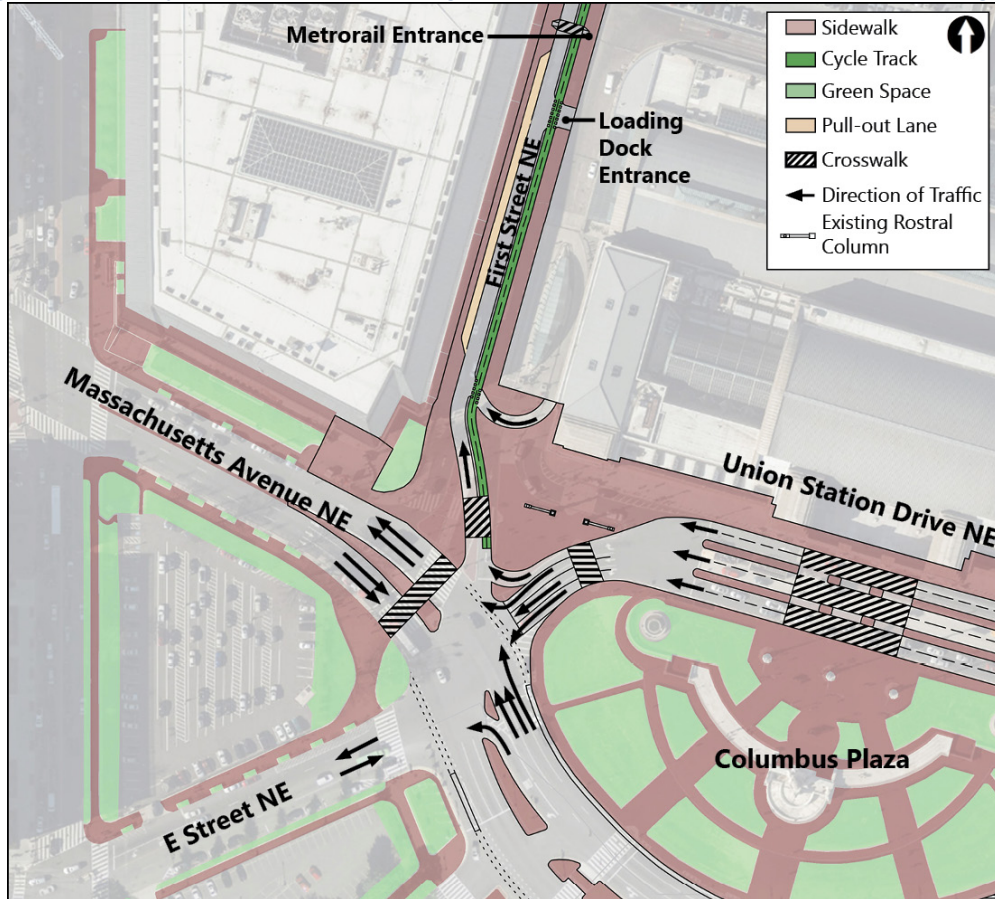 Metrorail Entrance
Loading
Dock
Entrance
First Street NE
Sidewalk
Cycle Track
Green Space
Pull-out Lane
Crosswalk
Direction of Traffic
Existing Rostral
Column
Massachusetts Avenue NE
Union Station Drive NE
Columbus Plaza
E Street NE